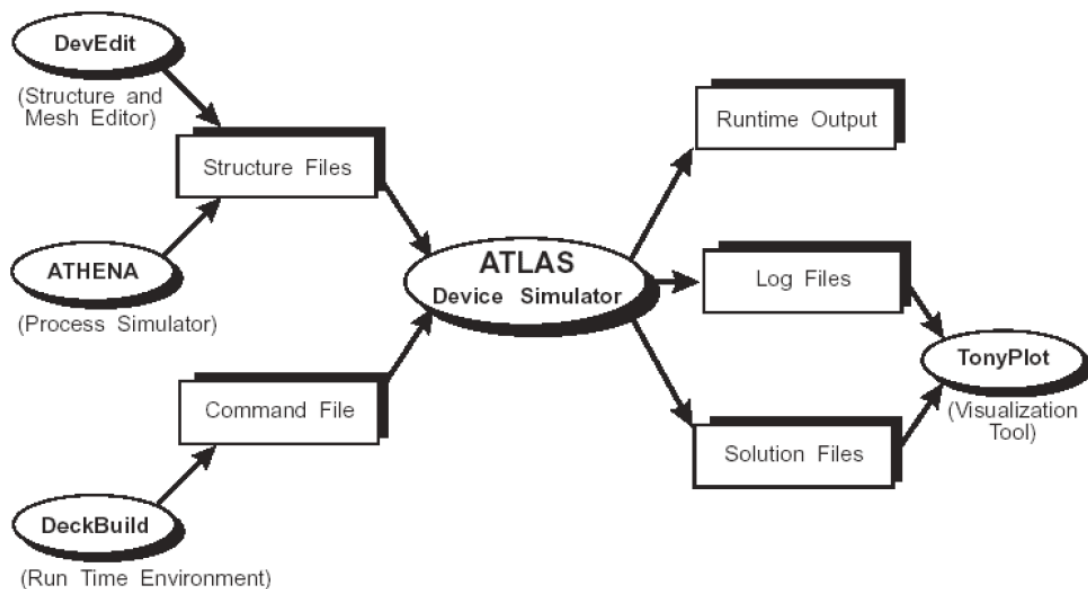 DevEdit
(Structure and
Mesh Editor)
Structure Files
ATHENA
(Process Simulator)
Command File
DeckBuild
(Run Time Environment)
ATLAS
Device Simulator
Runtime Output
Log Files
Solution Files
TonyPlot
(Visualization
Tool)